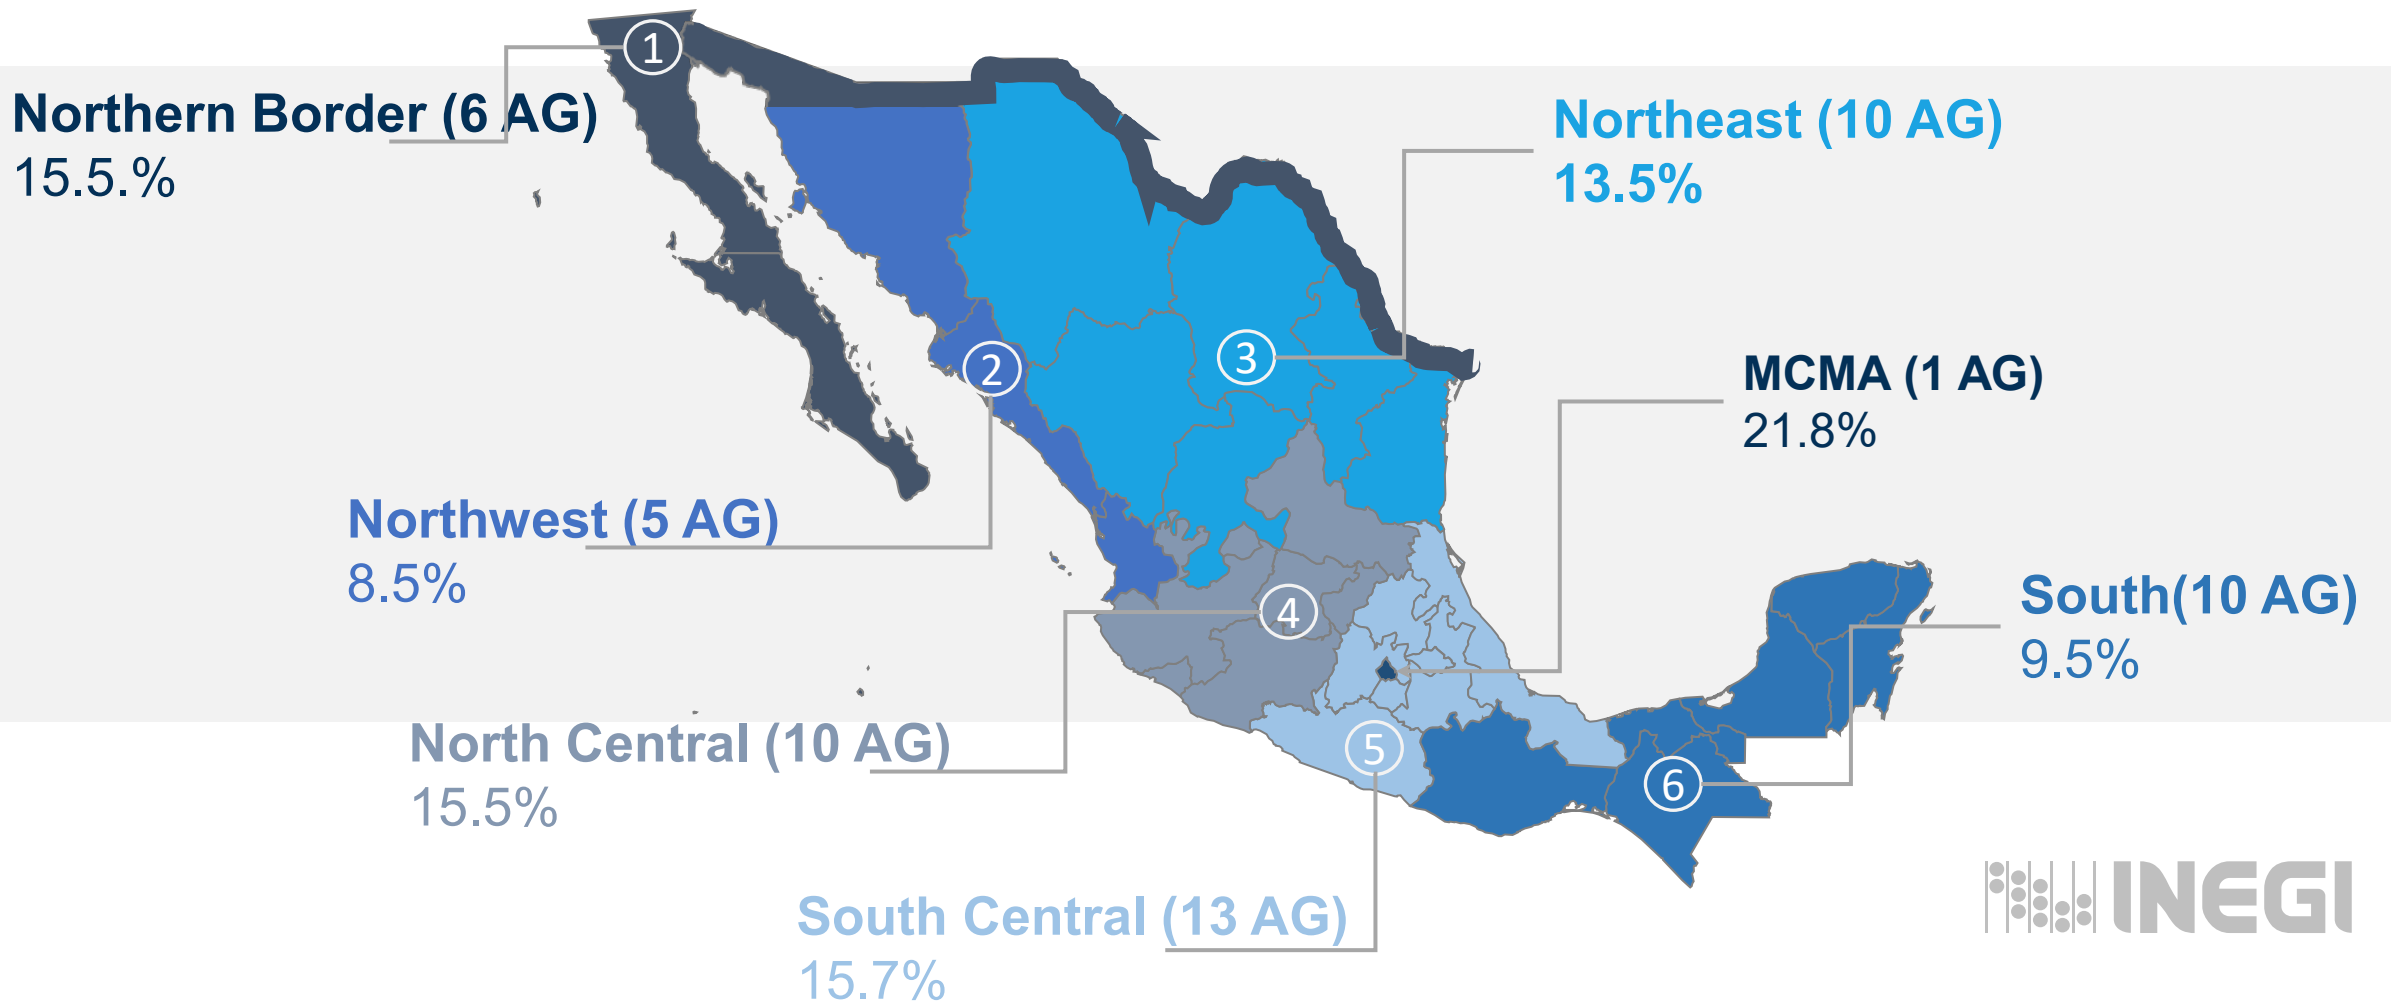 1
Northern Border (6 AG)
15.5.%
Northeast (10 AG)
13.5%
2
3
MCMA (1 AG)
21.8%
Northwest (5 AG)
8.5%
South(10 AG)
9.5%
4
North Central (10 AG)
15.5%
5
6
South Central (13 AG)
15.7%
INEGI